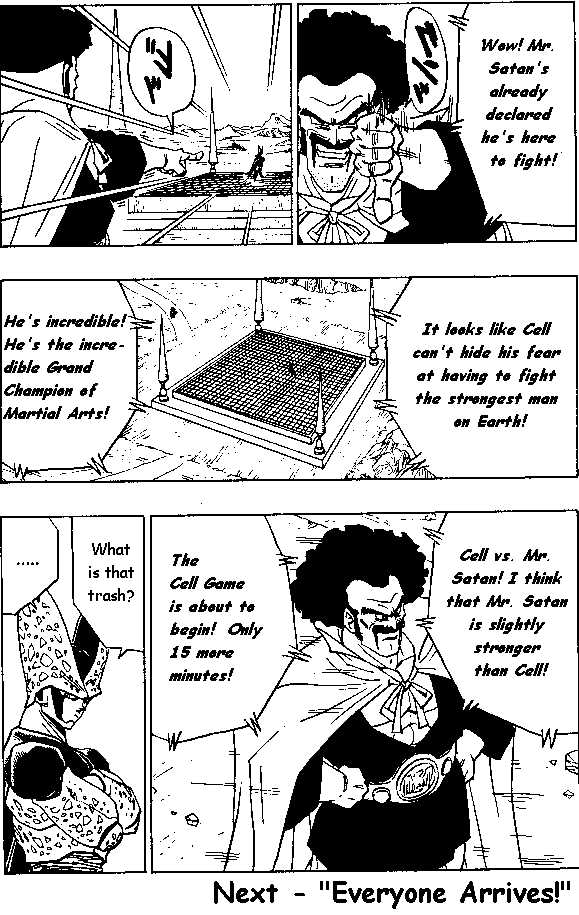 Wow! Mr.
Satan's
already
declared
he's here
to fight!
It looks like Cell
can't hide his fear
at having to fight
the strongest man
on Earth!
He's incredible!
He's the incre-
dible Grand
Champion of
Martial Arts!
Cell vs. Mr.
Satan! I think
that Mr. Satan
is slightly
stronger
than Cell!
The
Cell Game
is about to
begin! Only
15 more
minutes!
What
is that
trash?
.....
Next - "Everyone Arrives!"